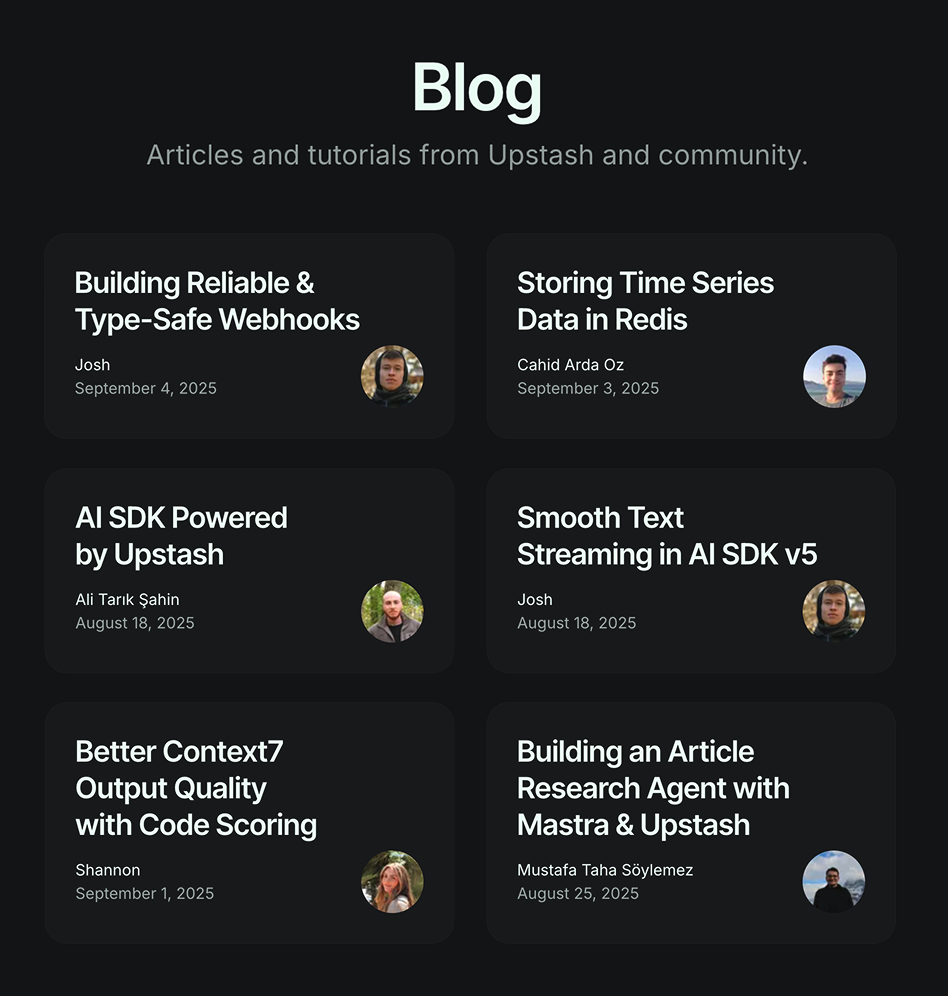 Blog
Articles and tutorials from Upstash and community.
Building Reliable &
Type-Safe Webhooks
Josh
September 4, 2025
Storing Time Series
Data in Redis
Cahid Arda Oz
September 3, 2025
AI SDK Powered
by Upstash
Ali Tarık Şahin
August 18, 2025
Smooth Text
Streaming in AI SDK v5
Josh
August 18, 2025
Better Context7
Output Quality
with Code Scoring
Shannon
September 1, 2025
Building an Article
Research Agent with
Mastra & Upstash
Mustafa Taha Söylemez
August 25, 2025